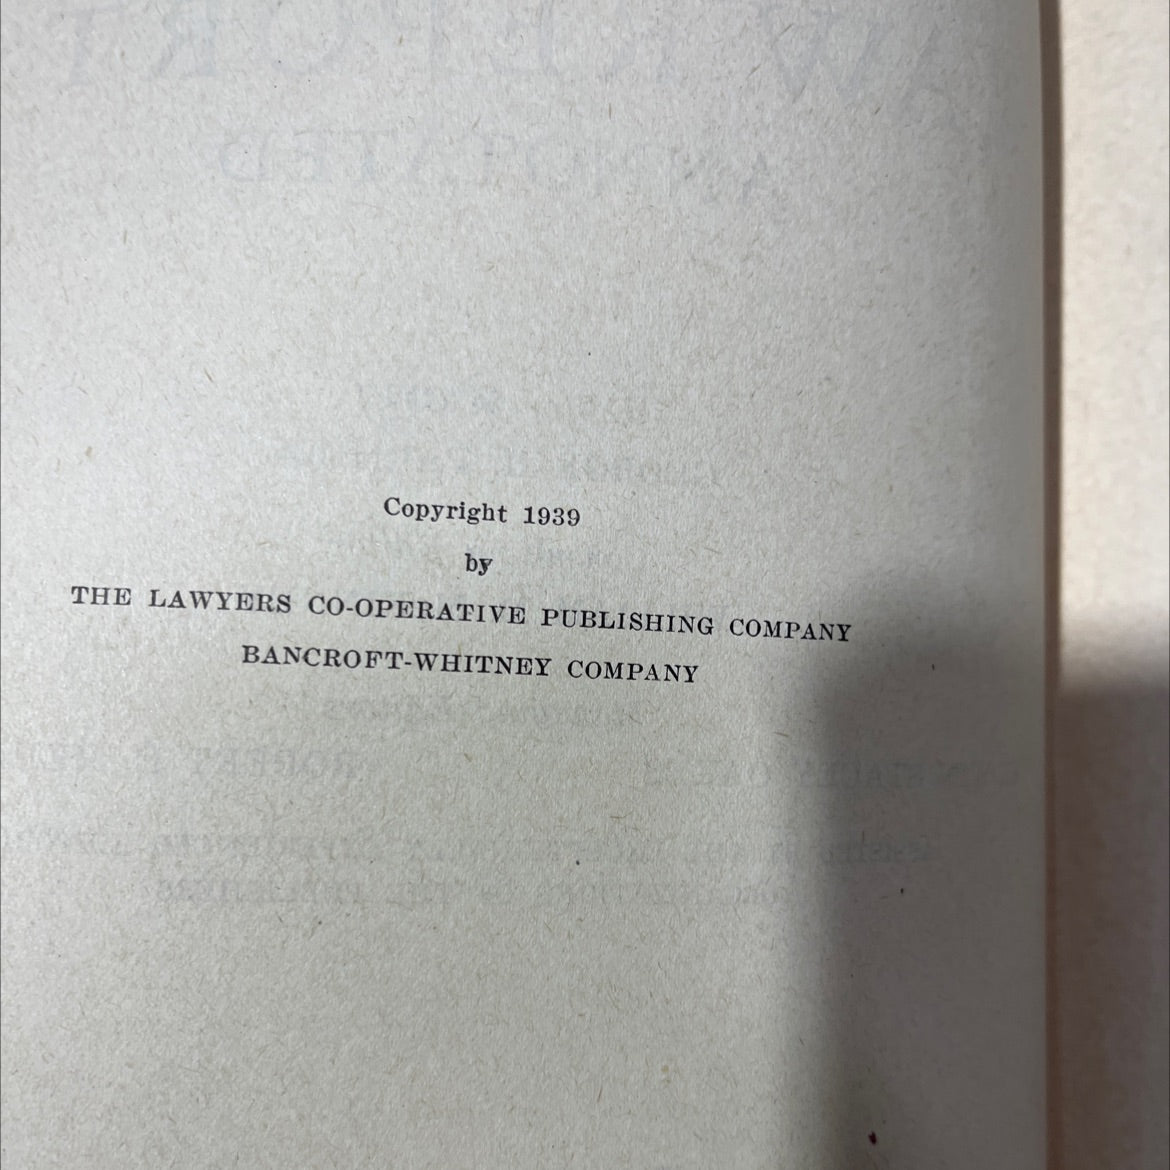 Copyright 1939
by
THE LAWYERS CO-OPERATIVE PUBLISHING COMPANY
BANCROFT-WHITNEY COMPANY